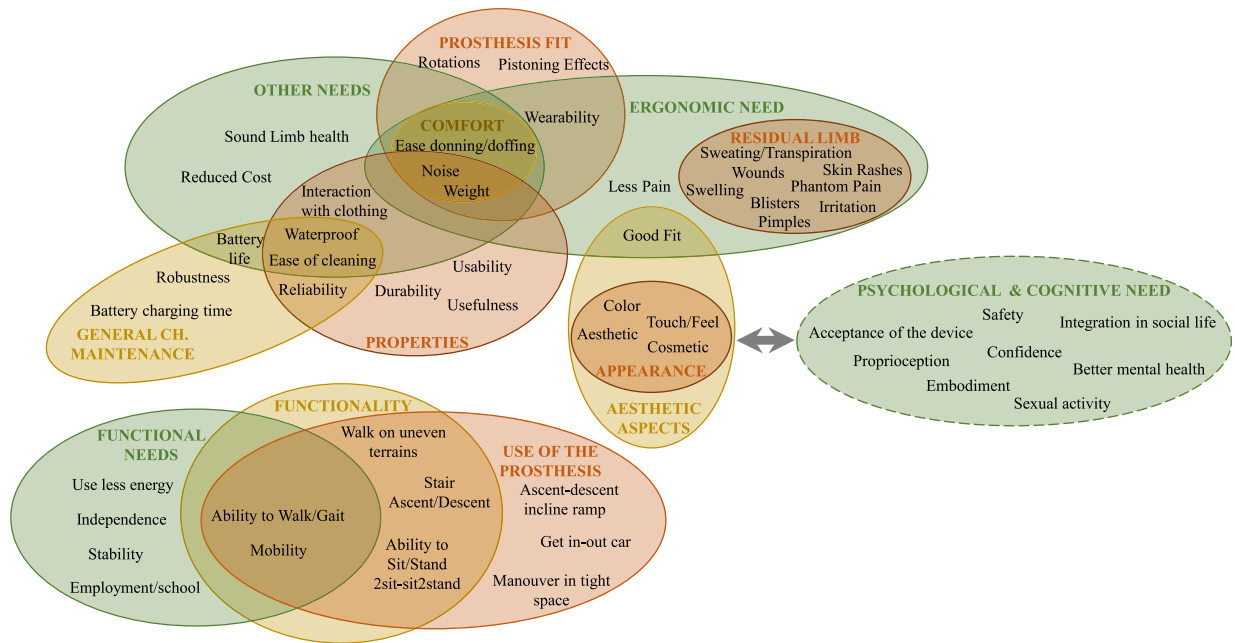 PROSTHESIS FIT
Rotations
Pistoning Effects
OTHER NEEDS
ERGONOMIC NEED
Wearability
COMFORT
Ease donning/doffing
Sound Limb health
RESIDUAL LIMB
Sweating/Transpiration
Wounds
Skin Rashes
Swelling
Phantom Pain
Blisters
Irritation
Pimples
Noise
Weight
Reduced Cost
Less Pain
Interaction
with clothing
Good Fit
Battery
life
Waterproof
Ease of cleaning
Reliability
Robustness
Battery charging time
GENERAL CH.
MAINTENANCE
Usability
Durability
Usefulness
PROPERTIES
Color
Touch/Feel
Aesthetic
Cosmetic
APPEARANCE
AESTHETIC
ASPECTS
PSYCHOLOGICAL & COGNITIVE NEED
Safety
Acceptance of the device
Integration in social life
Proprioception
Confidence
Better mental health
Embodiment
Sexual activity
FUNCTIONALITY
FUNCTIONAL
NEEDS
Walk on uneven
terrains
USE OF THE
PROSTHESIS
Use less energy
Independence
Stability
Employment/school
Ability to Walk/Gait
Mobility
Stair
Ascent/Descent
Ability to
Sit/Stand
2sit-sit2stand
Ascent-descent
incline ramp
Get in-out car
Manouver in tight
space